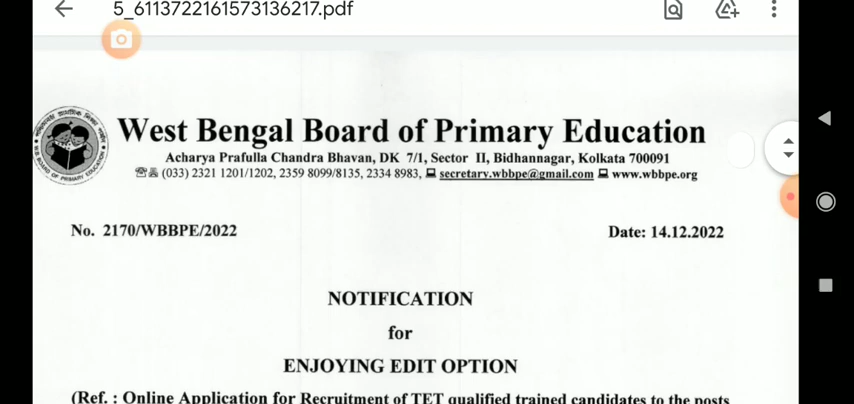 5_6113722161573136217.pdf
West Bengal Board of Primary Education
Acharya Prafulla Chandra Bhavan, DK 7/1, Sector II, Bidhannagar, Kolkata 700091
(033) 2321 1201/1202, 2359 8099/8135, 2334 8983, secretary.wbbpe@gmail.com www.wbbpe.org
No. 2170/WBBPE/2022 Date: 14.12.2022
NOTIFICATION
for
ENJOYING EDIT OPTION
(Ref. : Online Application for Recruitment of TET qualified trained candidates to the posts